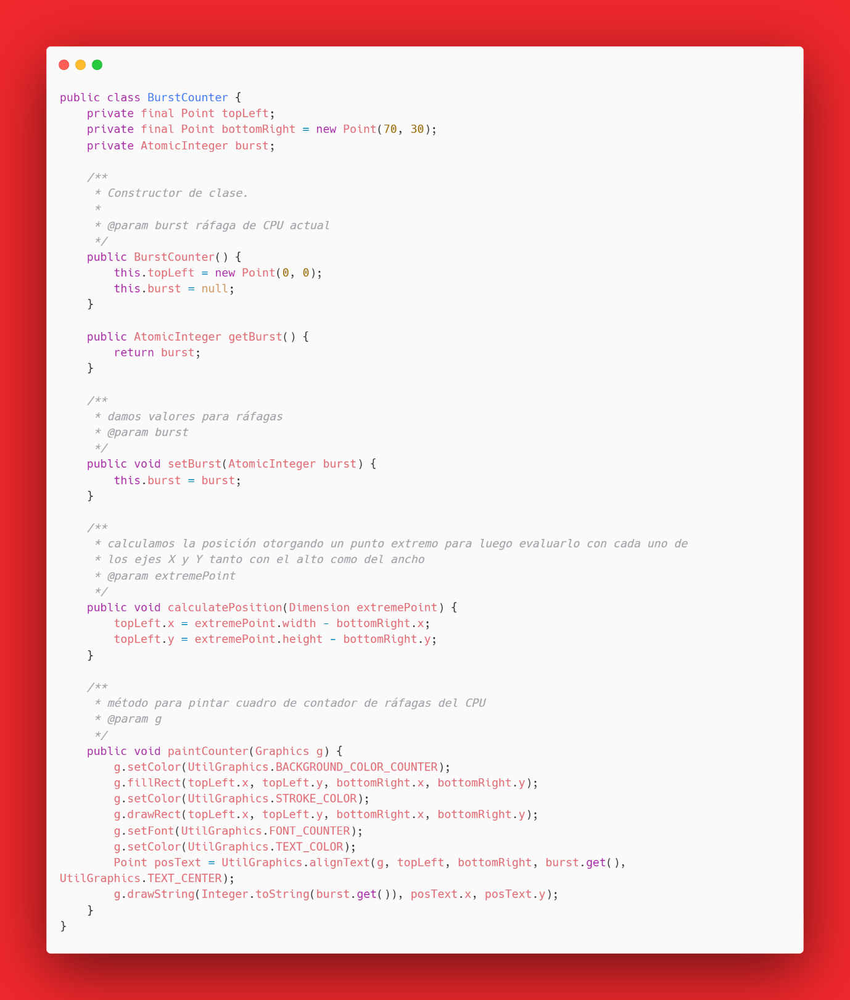 public class BurstCounter {
    private final Point topLeft;
    private final Point bottomRight = new Point(70, 30);
    private AtomicInteger burst;

    /**
     * Constructor de clase.
     *
     * @param burst ráfaga de CPU actual
     */
    public BurstCounter() {
        this.topLeft = new Point(0, 0);
        this.burst = null;
    }

    public AtomicInteger getBurst() {
        return burst;
    }

    /**
     * damos valores para ráfagas
     * @param burst
     */
    public void setBurst(AtomicInteger burst) {
        this.burst = burst;
    }

    /**
     * calculamos la posición otorgando un punto extremo para luego evaluarlo con cada uno de
     * los ejes X y Y tanto con el alto como del ancho
     * @param extremePoint
     */
    public void calculatePosition(Dimension extremePoint) {
        topLeft.x = extremePoint.width - bottomRight.x;
        topLeft.y = extremePoint.height - bottomRight.y;
    }

    /**
     * método para pintar cuadro de contador de ráfagas del CPU
     * @param g
     */
    public void paintCounter(Graphics g) {
        g.setColor(UtilGraphics.BACKGROUND_COLOR_COUNTER);
        g.fillRect(topLeft.x, topLeft.y, bottomRight.x, bottomRight.y);
        g.setColor(UtilGraphics.STROKE_COLOR);
        g.drawRect(topLeft.x, topLeft.y, bottomRight.x, bottomRight.y);
        g.setFont(UtilGraphics.FONT_COUNTER);
        g.setColor(UtilGraphics.TEXT_COLOR);
        Point posText = UtilGraphics.alignText(g, topLeft, bottomRight, burst.get(),
UtilGraphics.TEXT_CENTER);
        g.drawString(Integer.toString(burst.get()), posText.x, posText.y);
    }
}